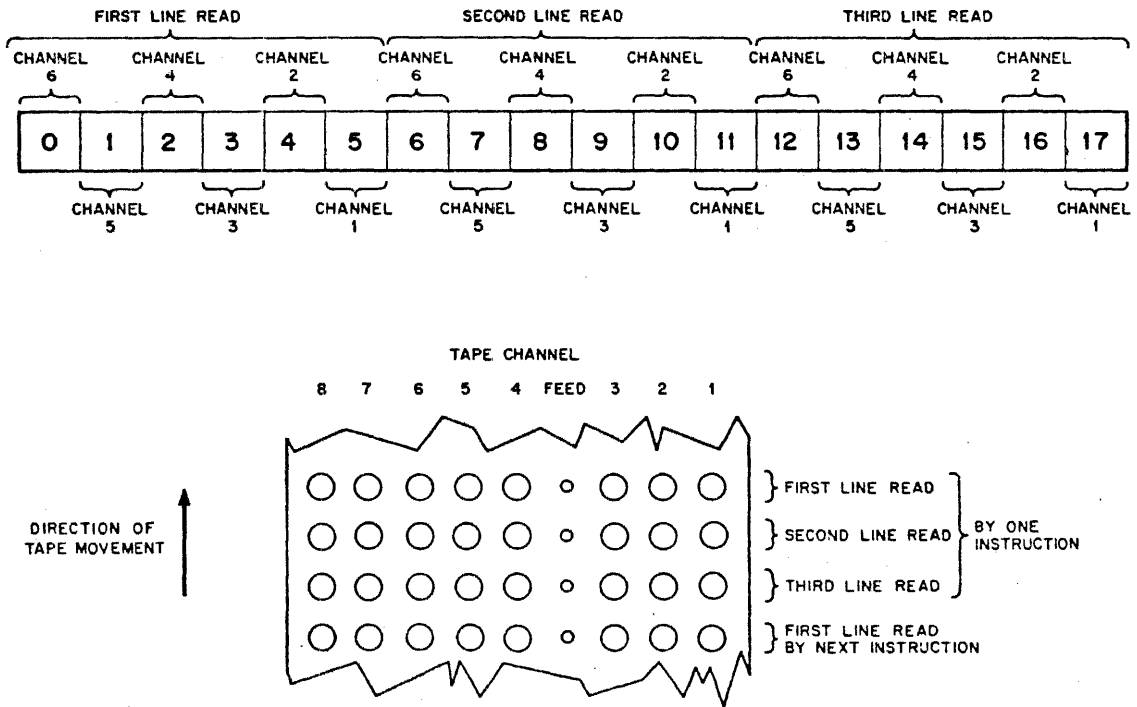 FIRST LINE READ SECOND LINE READ THIRD LINE READ
CHANNEL CHANNEL CHANNEL CHANNEL CHANNEL CHANNEL CHANNEL CHANNEL CHANNEL
6 4 2 6 4 2 6 4 2
0 1 2 3 4 5 6 7 8 9 10 11 12 13 14 15 16 17
CHANNEL CHANNEL CHANNEL CHANNEL CHANNEL CHANNEL CHANNEL CHANNEL CHANNEL
5 3 1 5 3 1 5 3 1
TAPE CHANNEL
8 7 6 5 4 FEED 3 2 1
DIRECTION OF
TAPE MOVEMENT
FIRST LINE READ
SECOND LINE READ
THIRD LINE READ
BY ONE
INSTRUCTION
FIRST LINE READ
BY NEXT INSTRUCTION